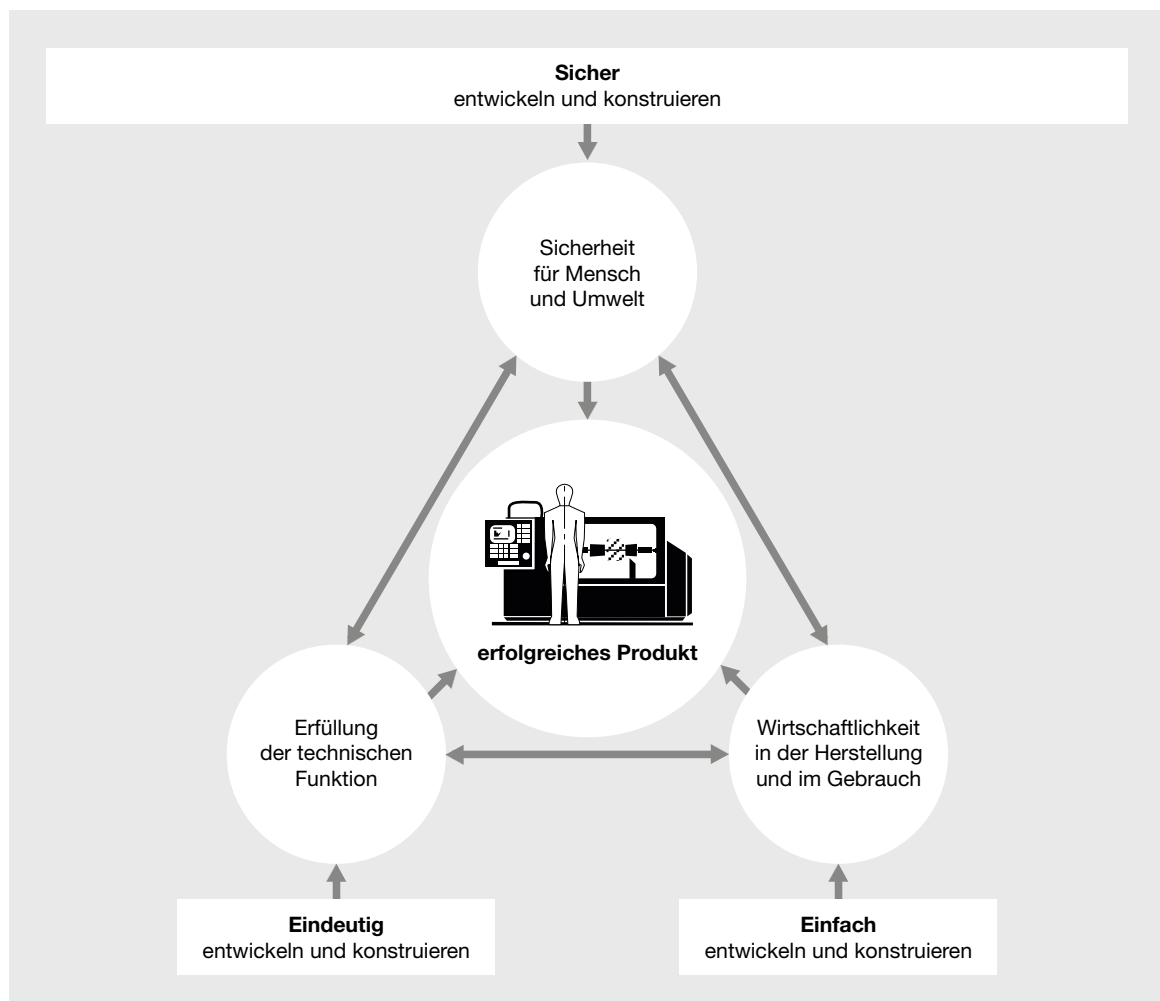 Sicher
entwickeln und konstruieren
Sicherheit
für Mensch
und Umwelt
erfolgreiches Produkt
Erfüllung
der technischen
Funktion
Wirtschaftlichkeit
in der Herstellung
und im Gebrauch
Eindeutig
entwickeln und konstruieren
Einfach
entwickeln und konstruieren